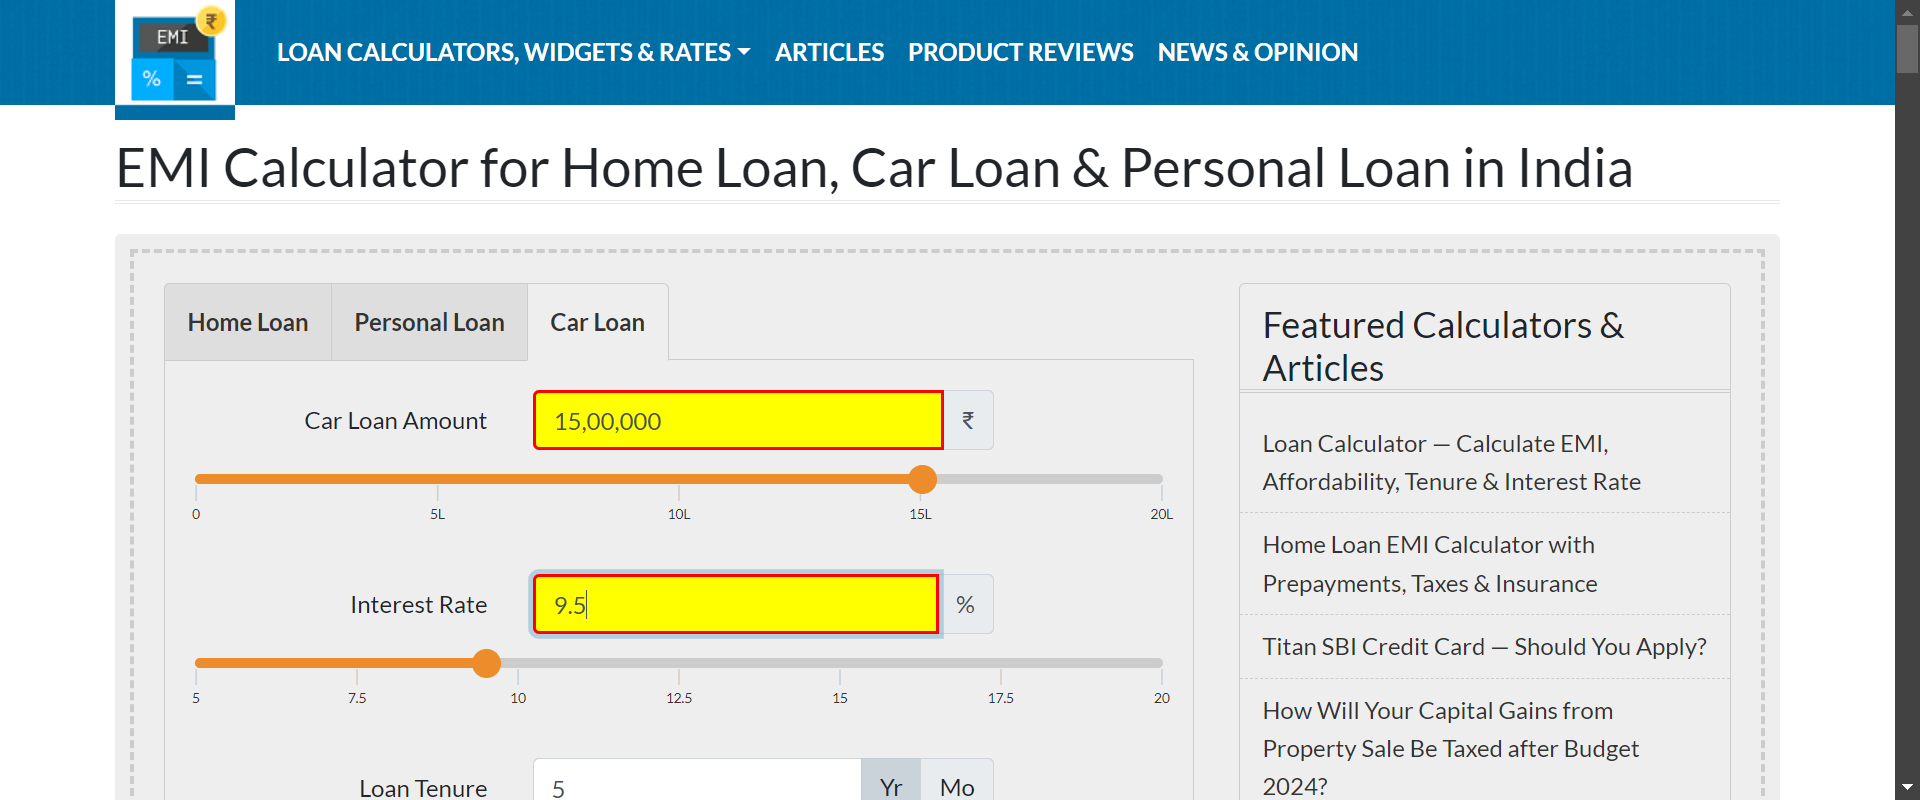 EMI
₹
%
=
LOAN CALCULATORS, WIDGETS & RATES
ARTICLES
PRODUCT REVIEWS
NEWS & OPINION
EMI Calculator for Home Loan, Car Loan & Personal Loan in India
Home Loan
Personal Loan
Car Loan
Car Loan Amount
15,00,000
₹
0
5L
10L
15L
20L
Interest Rate
9.5
%
5
7.5
10
12.5
15
17.5
20
Loan Tenure
5
Yr
Mo
Featured Calculators &
Articles
Loan Calculator — Calculate EMI,
Affordability, Tenure & Interest Rate
Home Loan EMI Calculator with
Prepayments, Taxes & Insurance
Titan SBI Credit Card — Should You Apply?
How Will Your Capital Gains from
Property Sale Be Taxed after Budget
2024?